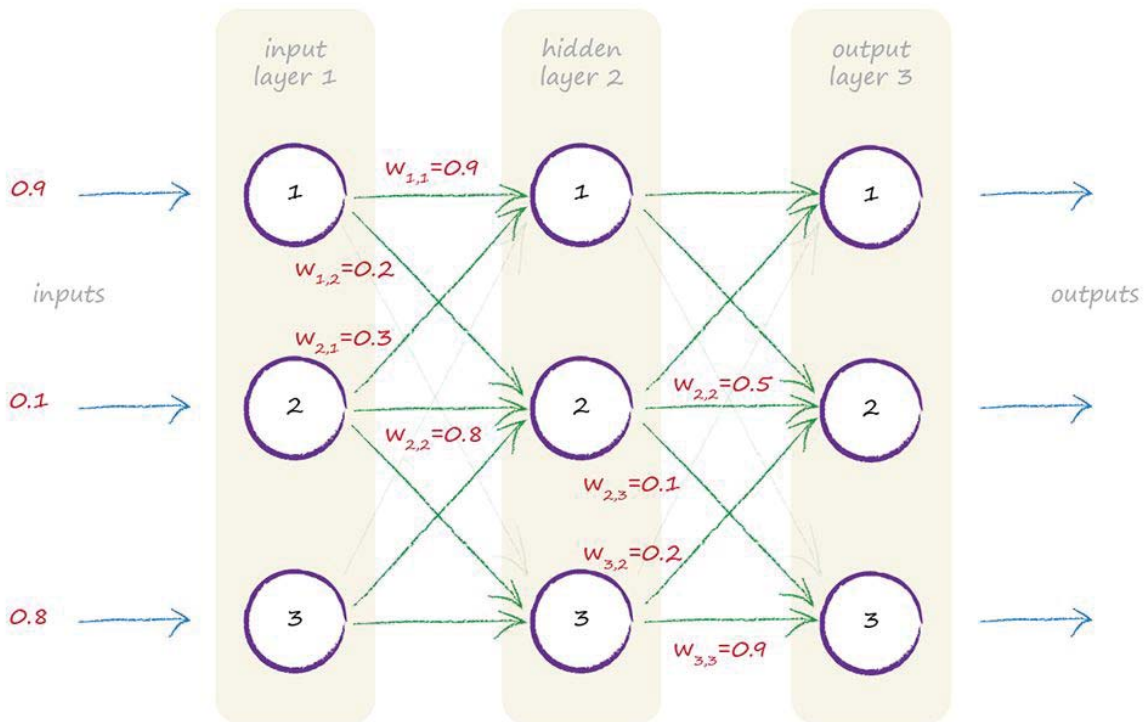 input
layer 1
hidden
layer 2
output
layer 3
0.9
1
w1,1=0.9
1
1
w1,2=0.2
inputs
outputs
w2,1=0.3
0.1
2
w2,2=0.8
2
w2,2=0.5
2
w2,3=0.1
w3,2=0.2
0.8
3
3
w3,3=0.9
3